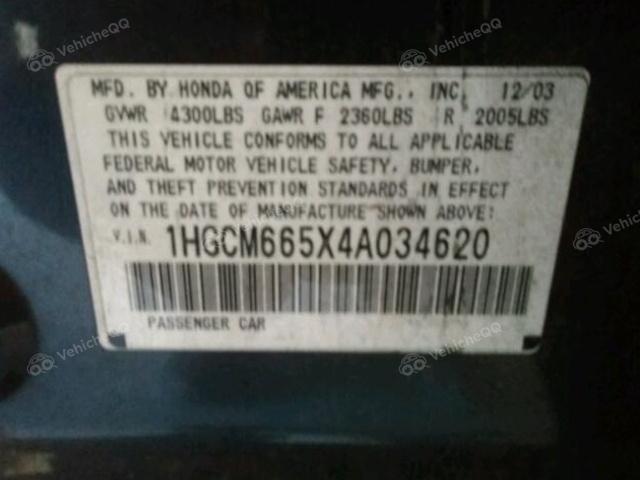 VehicheQQ
VehicheQQ
MFD. BY HONDA OF AMERICA MFG., INC. 12/03
GVWR 4300LBS GAWR F 2360LBS R 2005LBS
THIS VEHICLE CONFORMS TO ALL APPLICABLE
FEDERAL MOTOR VEHICLE SAFETY, BUMPER,
AND THEFT PREVENTION STANDARDS IN EFFECT
ON THE DATE OF MANUFACTURE SHOWN ABOVE:
V.I.N. 1HGCM665X4A034620
VehicheQQ
PASSENGER CAR
VehicheQQ
VehicheQQ